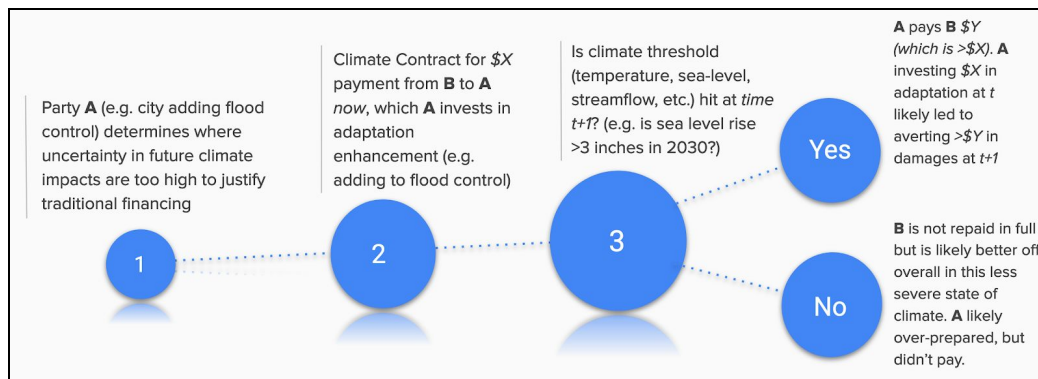 Party A (e.g. city adding flood
control) determines where
uncertainty in future climate
impacts are too high to justify
traditional financing
1
Climate Contract for $X
payment from B to A
now, which A invests in
adaptation
enhancement (e.g.
adding to flood control)
2
Is climate threshold
(temperature, sea-level,
streamflow, etc.) hit at time
t+1? (e.g. is sea level rise
>3 inches in 2030?)
3
Yes
A pays B $Y
(which is >$X). A
investing $X in
adaptation at t
likely led to
averting >$Y in
damages at t+1
No
B is not repaid in full
but is likely better off
overall in this less
severe state of
climate. A likely
over-prepared, but
didn't pay.